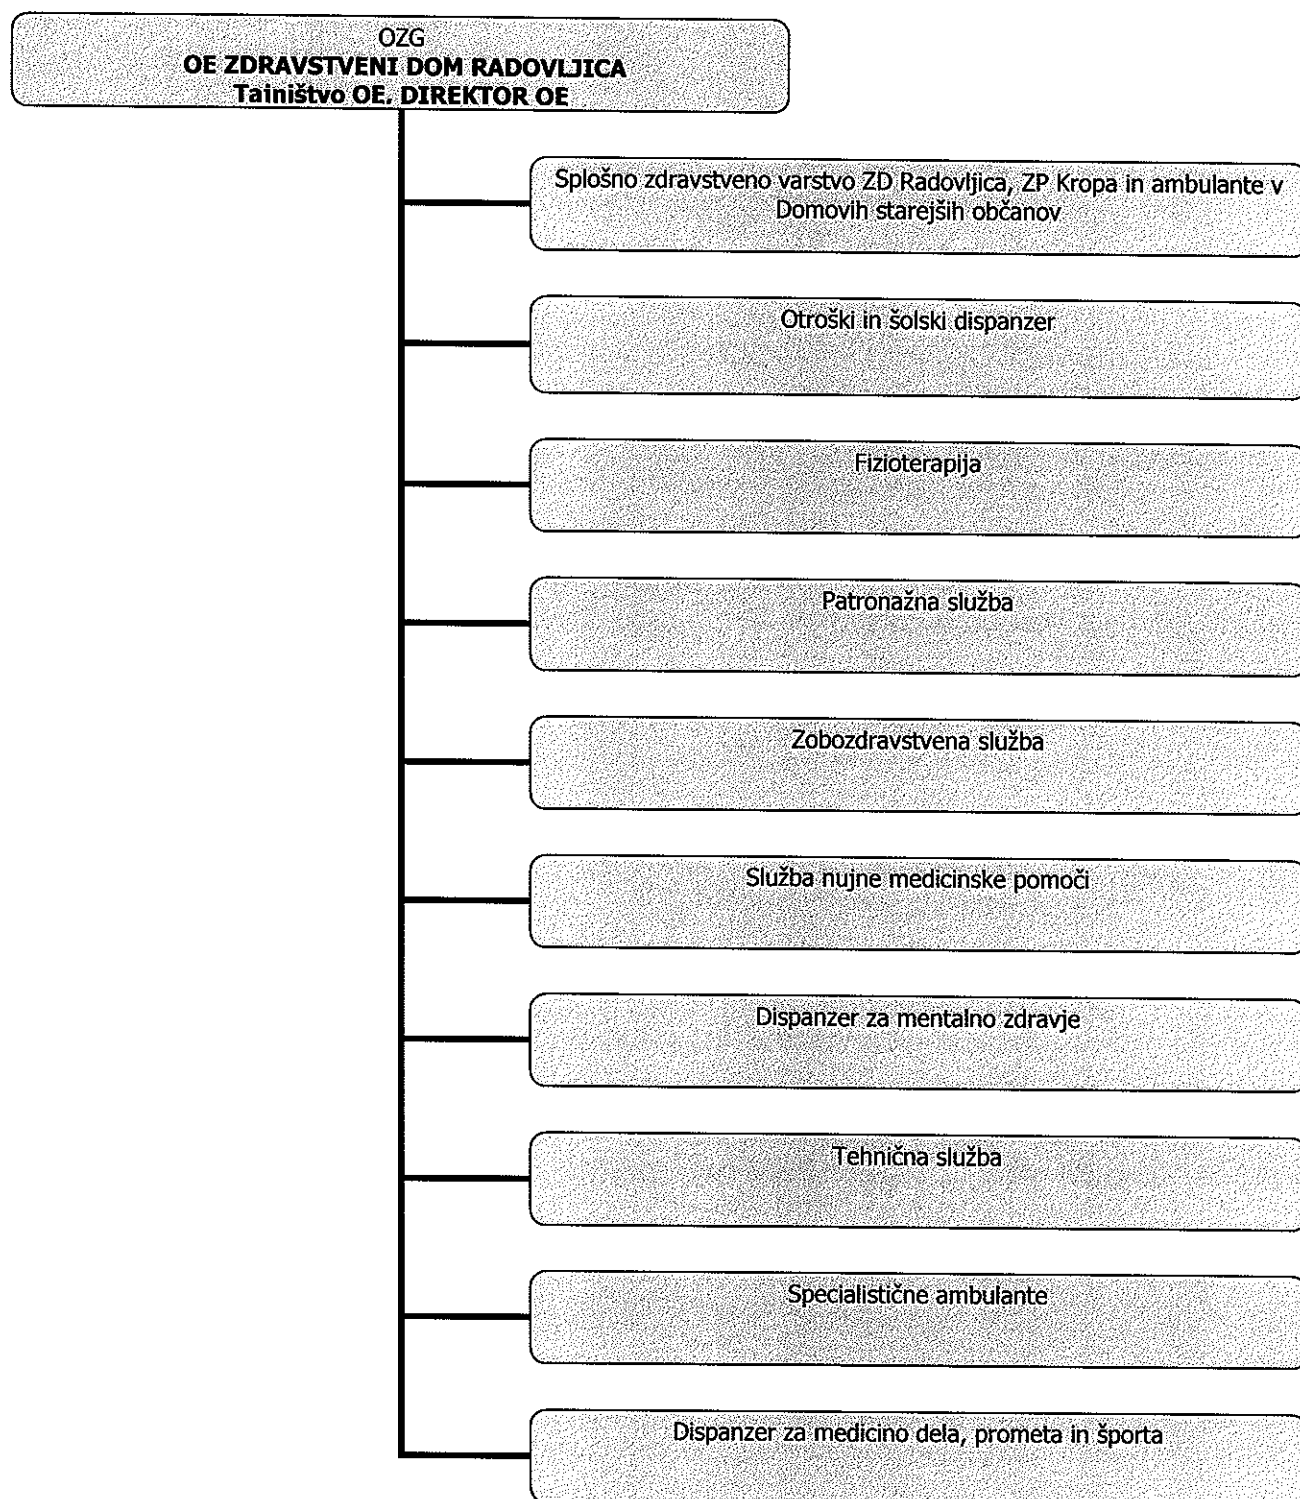 OZG
OE ZDRAVSTVENI DOM RADOVLJICA
Tajništvo OE, DIREKTOR OE
Splošno zdravstveno varstvo ZD Radovljica, ZP Kropa in ambulante v
Domovih starejših občanov
Otroški in šolski dispanzer
Fizioterapija
Patronažna služba
Zobozdravstvena služba
Služba nujne medicinske pomoči
Dispanzer za mentalno zdravje
Tehnična služba
Specialistične ambulante
Dispanzer za medicino dela, prometa in športa